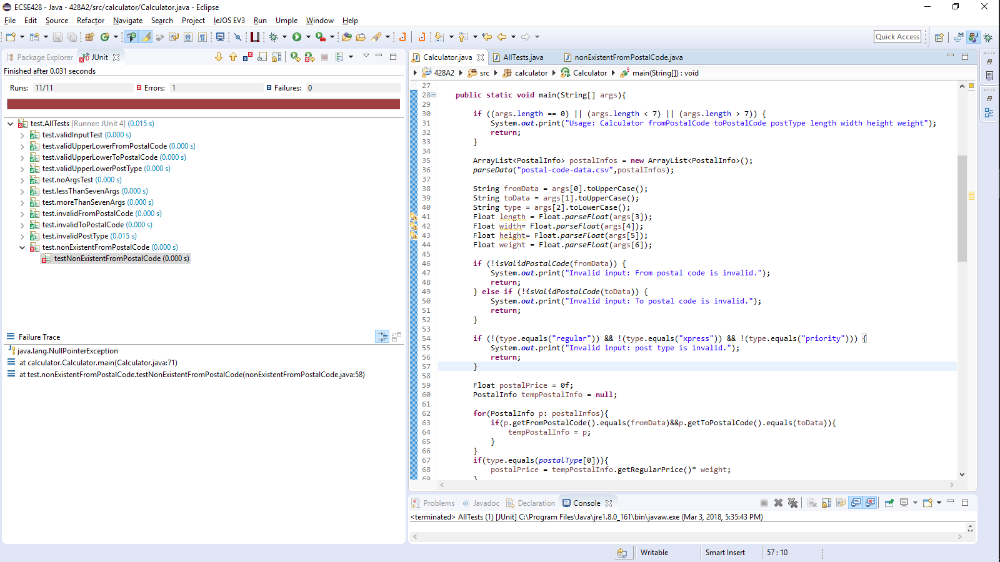 ECSE428 - Java - 428A2/src/calculator/Calculator.java - Eclipse
File Edit Source Refactor Navigate Search Project leJOS EV3 Run Umple Window Help
Quick Access
Package Explorer JUnit
Finished after 0.031 seconds
Runs: 11/11 Errors: 1 Failures: 0
test.AllTests [Runner: JUnit 4] (0.015 s)
test.validInputTest (0.000 s)
test.validUpperLowerFromPostalCode (0.000 s)
test.validUpperLowerToPostalCode (0.000 s)
test.validUpperLowerPostType (0.000 s)
test.noArgsTest (0.000 s)
test.lessThanSevenArgs (0.000 s)
test.moreThanSevenArgs (0.000 s)
test.invalidFromPostalCode (0.000 s)
test.invalidToPostalCode (0.000 s)
test.invalidPostType (0.015 s)
test.nonExistentFromPostalCode (0.000 s)
testNonExistentFromPostalCode (0.000 s)
Failure Trace
java.lang.NullPointerException
at calculator.Calculator.main(Calculator.java:71)
at test.nonExistentFromPostalCode.testNonExistentFromPostalCode(nonExistentFromPostalCode.java:58)
Calculator.java AllTests.java nonExistentFromPostalCode.java
428A2 src calculator Calculator main(String[]) : void
27
28 public static void main(String[] args){
29
30 if ((args.length == 0) || (args.length < 7) || (args.length > 7)) {
31 System.out.print("Usage: Calculator fromPostalCode toPostalCode postType length width height weight");
32 return;
33 }
34
35 ArrayList<PostalInfo> postalInfos = new ArrayList<PostalInfo>();
36 parseData("postal-code-data.csv",postalInfos);
37
38 String fromData = args[0].toUpperCase();
39 String toData = args[1].toUpperCase();
40 String type = args[2].toLowerCase();
41 Float length = Float.parseFloat(args[3]);
42 Float width= Float.parseFloat(args[4]);
43 Float height= Float.parseFloat(args[5]);
44 Float weight = Float.parseFloat(args[6]);
45
46 if (!isValidPostalCode(fromData)) {
47 System.out.print("Invalid input: From postal code is invalid.");
48 return;
49 } else if (!isValidPostalCode(toData)) {
50 System.out.print("Invalid input: To postal code is invalid.");
51 return;
52 }
53
54 if (!(type.equals("regular")) && !(type.equals("xpress")) && !(type.equals("priority"))) {
55 System.out.print("Invalid input: post type is invalid.");
56 return;
57 }
58
59 Float postalPrice = 0f;
60 PostalInfo tempPostalInfo = null;
61
62 for(PostalInfo p: postalInfos){
63 if(p.getFromPostalCode().equals(fromData)&&p.getToPostalCode().equals(toData)){
64 tempPostalInfo = p;
65 }
66 }
67 if(type.equals(postalType[0])){
68 postalPrice = tempPostalInfo.getRegularPrice()* weight;
69 }
Problems Javadoc Declaration Console
<terminated> AllTests (1) [JUnit] C:\Program Files\Java\jre1.8.0_161\bin\javaw.exe (Mar 3, 2018, 5:35:43 PM)
Writable Smart Insert 57 : 10